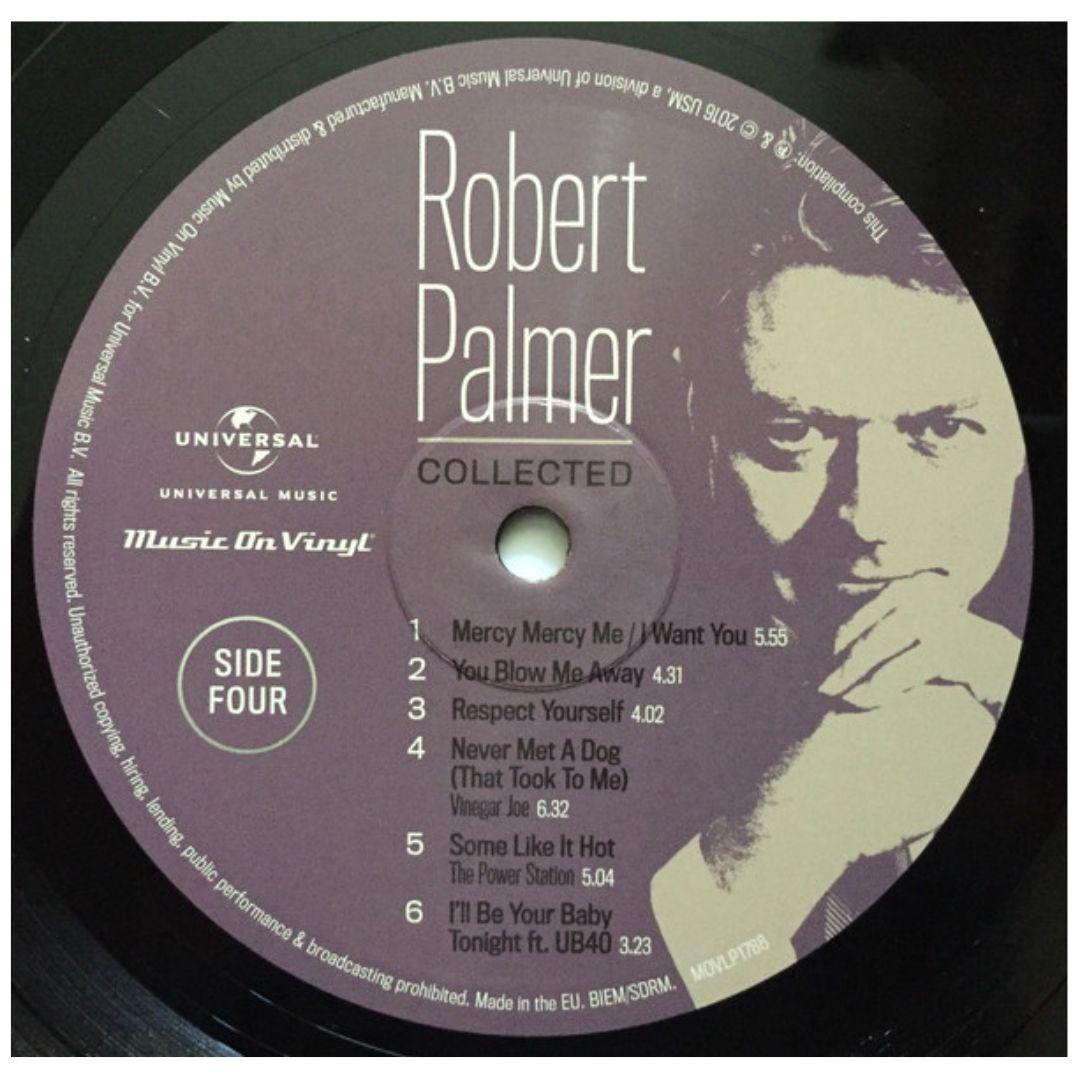 This compilation: ℗ & © 2016 USM, a division of Universal Music B.V. Manufactured & distributed by Music On Vinyl B.V. for Universal Music B.V. All rights reserved. Unauthorized copying, hiring, lending, public performance & broadcasting prohibited. Made in the EU. BIEM/SDRM.
MOVLP1788
Robert
Palmer
COLLECTED
UNIVERSAL
UNIVERSAL MUSIC
Music On Vinyl
SIDE
FOUR
1 Mercy Mercy Me / I Want You 5.55
2 You Blow Me Away 4.31
3 Respect Yourself 4.02
4 Never Met A Dog
(That Took To Me)
Vinegar Joe 6.32
5 Some Like It Hot
The Power Station 5.04
6 I'll Be Your Baby
Tonight ft. UB40 3.23